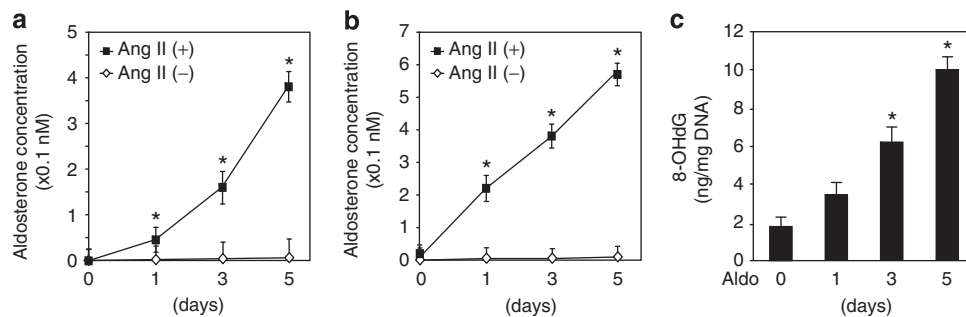 a
Aldosterone concentration
(x0.1 nM)
5
4
3
2
1
0
Ang II (+)
Ang II (−)
*
*
*
0 1 3 5
(days)
b
Aldosterone concentration
(x0.1 nM)
7
6
5
4
3
2
1
0
Ang II (+)
Ang II (−)
*
*
*
0 1 3 5
(days)
c
8-OHdG
(ng/mg DNA)
12
10
8
6
4
2
0
*
*
Aldo 0 1 3 5
(days)